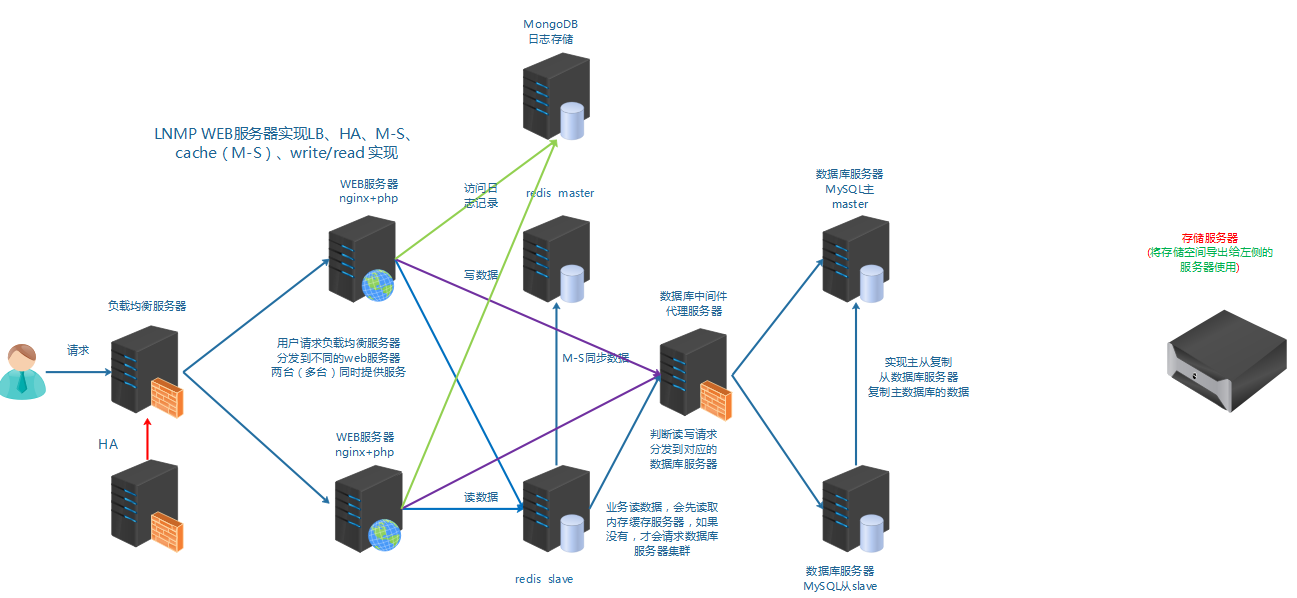 MongoDB
日志存储
LNMP WEB服务器实现LB、HA、M-S、
cache（M-S）、write/read 实现
WEB服务器
nginx+php
访问日
志记录
redis master
数据库服务器
MySQL主
master
存储服务器
(将存储空间导出给左侧的
服务器使用)
负载均衡服务器
写数据
数据库中间件
代理服务器
请求
用户请求负载均衡服务器
分发到不同的web服务器
两台（多台）同时提供服务
M-S同步数据
实现主从复制
从数据库服务器
复制主数据库的数据
HA
WEB服务器
nginx+php
判断读写请求
分发到对应的
数据库服务器
读数据
业务读数据，会先读取
内存缓存服务器，如果
没有，才会请求数据库
服务器集群
redis slave
数据库服务器
MySQL从slave